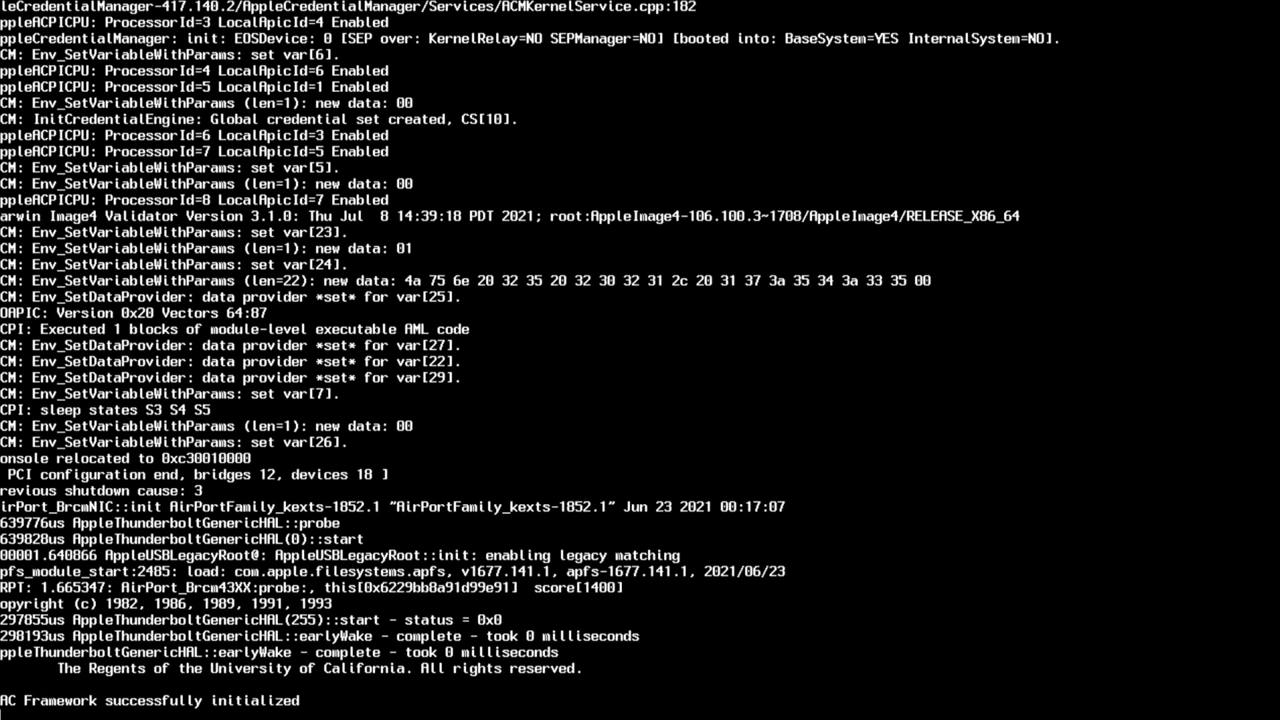 leCredentialManager-417.140.2/AppleCredentialManager/Services/ACMKernelService.cpp:182
ppleACPICPU: ProcessorId=3 LocalApicId=4 Enabled
ppleCredentialManager: init: EOSDevice: 0 [SEP over: KernelRelay=NO SEPManager=NO] [booted into: BaseSystem=YES InternalSystem=NO].
CM: Env_SetVariableWithParams: set var[6].
ppleACPICPU: ProcessorId=4 LocalApicId=6 Enabled
ppleACPICPU: ProcessorId=5 LocalApicId=1 Enabled
CM: Env_SetVariableWithParams (len=1): new data: 00
CM: InitCredentialEngine: Global credential set created, CS[10].
ppleACPICPU: ProcessorId=6 LocalApicId=3 Enabled
ppleACPICPU: ProcessorId=7 LocalApicId=5 Enabled
CM: Env_SetVariableWithParams: set var[5].
CM: Env_SetVariableWithParams (len=1): new data: 00
ppleACPICPU: ProcessorId=8 LocalApicId=7 Enabled
arwin Image4 Validator Version 3.1.0: Thu Jul  8 14:39:18 PDT 2021; root:AppleImage4-106.100.3~1708/AppleImage4/RELEASE_X86_64
CM: Env_SetVariableWithParams: set var[23].
CM: Env_SetVariableWithParams (len=1): new data: 01
CM: Env_SetVariableWithParams: set var[24].
CM: Env_SetVariableWithParams (len=22): new data: 4a 75 6e 20 32 35 20 32 30 32 31 2c 20 31 37 3a 35 34 3a 33 35 00
CM: Env_SetDataProvider: data provider *set* for var[25].
OAPIC: Version 0x20 Vectors 64:87
CPI: Executed 1 blocks of module-level executable AML code
CM: Env_SetDataProvider: data provider *set* for var[27].
CM: Env_SetDataProvider: data provider *set* for var[22].
CM: Env_SetDataProvider: data provider *set* for var[29].
CM: Env_SetVariableWithParams: set var[7].
CPI: sleep states S3 S4 S5
CM: Env_SetVariableWithParams (len=1): new data: 00
CM: Env_SetVariableWithParams: set var[26].
onsole relocated to 0xc30010000
PCI configuration end, bridges 12, devices 18 ]
revious shutdown cause: 3
irPort_BrcmNIC::init AirPortFamily_kexts-1852.1 "AirPortFamily_kexts-1852.1" Jun 23 2021 00:17:07
639776us AppleThunderboltGenericHAL::probe
639828us AppleThunderboltGenericHAL(0)::start
00001.640866 AppleUSBLegacyRoot@: AppleUSBLegacyRoot::init: enabling legacy matching
pfs_module_start:2485: load: com.apple.filesystems.apfs, v1677.141.1, apfs-1677.141.1, 2021/06/23
RPT: 1.665347: AirPort_Brcm43XX:probe:, this[0x6229bb8a91d99e91]  score[1400]
opyright (c) 1982, 1986, 1989, 1991, 1993
297855us AppleThunderboltGenericHAL(255)::start - status = 0x0
298193us AppleThunderboltGenericHAL::earlyWake - complete - took 0 milliseconds
ppleThunderboltGenericHAL::earlyWake - complete - took 0 milliseconds
The Regents of the University of California. All rights reserved.
AC Framework successfully initialized